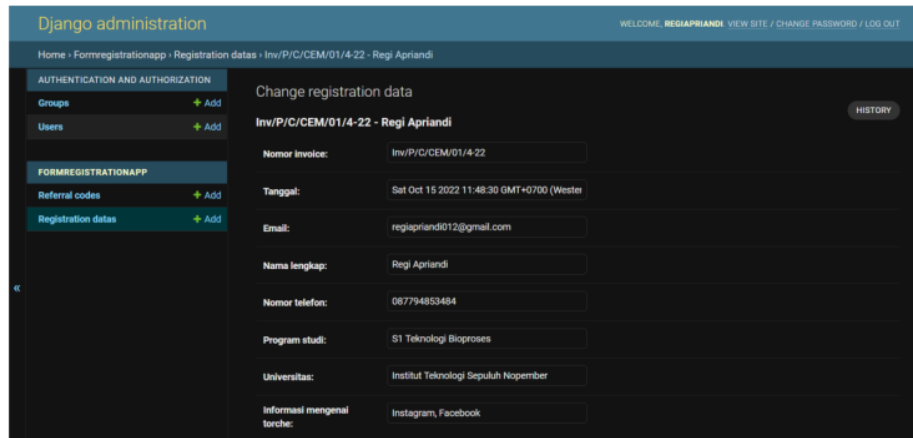 Django administration
WELCOME, REGIAPRIANDI. VIEW SITE / CHANGE PASSWORD / LOG OUT
Home › Formregistrationapp › Registration datas › Inv/P/C/CEM/01/4-22 - Regi Apriandi
AUTHENTICATION AND AUTHORIZATION
Groups + Add
Users + Add
FORMREGISTRATIONAPP
Referral codes + Add
Registration datas + Add
«
Change registration data
HISTORY
Inv/P/C/CEM/01/4-22 - Regi Apriandi
Nomor invoice: Inv/P/C/CEM/01/4-22
Tanggal: Sat Oct 15 2022 11:48:30 GMT+0700 (Wester
Email: regiapriandi012@gmail.com
Nama lengkap: Regi Apriandi
Nomor telefon: 087794853484
Program studi: S1 Teknologi Bioproses
Universitas: Institut Teknologi Sepuluh Nopember
Informasi mengenai
torche: Instagram, Facebook